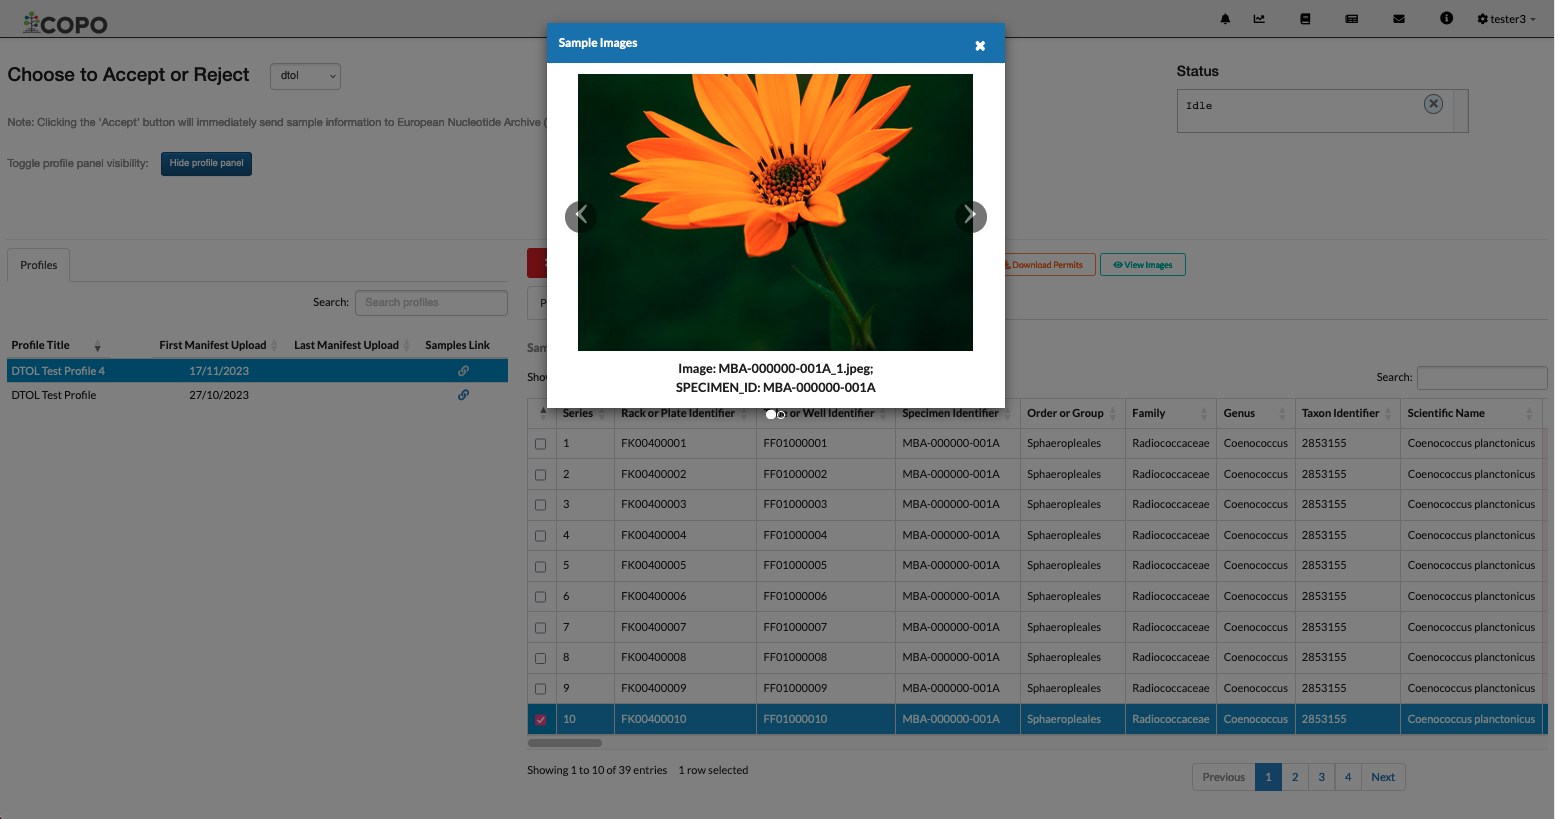 COPO
tester3
Sample Images
Choose to Accept or Reject
dtol
Status
Idle
Note: Clicking the 'Accept' button will immediately send sample information to European Nucleotide Archive (
Toggle profile panel visibility:
Hide profile panel
Image: MBA-000000-001A_1.jpeg;
SPECIMEN_ID: MBA-000000-001A
Profiles
Download Permits
View Images
Search:
Search profiles
Profile Title First Manifest Upload Last Manifest Upload Samples Link
DTOL Test Profile 4 17/11/2023
DTOL Test Profile 27/10/2023
Search:
Series Rack or Plate Identifier or Well Identifier Specimen Identifier Order or Group Family Genus Taxon Identifier Scientific Name
1 FK00400001 FF01000001 MBA-000000-001A Sphaeropleales Radiococcaceae Coenococcus 2853155 Coenococcus planctonicus
2 FK00400002 FF01000002 MBA-000000-001A Sphaeropleales Radiococcaceae Coenococcus 2853155 Coenococcus planctonicus
3 FK00400003 FF01000003 MBA-000000-001A Sphaeropleales Radiococcaceae Coenococcus 2853155 Coenococcus planctonicus
4 FK00400004 FF01000004 MBA-000000-001A Sphaeropleales Radiococcaceae Coenococcus 2853155 Coenococcus planctonicus
5 FK00400005 FF01000005 MBA-000000-001A Sphaeropleales Radiococcaceae Coenococcus 2853155 Coenococcus planctonicus
6 FK00400006 FF01000006 MBA-000000-001A Sphaeropleales Radiococcaceae Coenococcus 2853155 Coenococcus planctonicus
7 FK00400007 FF01000007 MBA-000000-001A Sphaeropleales Radiococcaceae Coenococcus 2853155 Coenococcus planctonicus
8 FK00400008 FF01000008 MBA-000000-001A Sphaeropleales Radiococcaceae Coenococcus 2853155 Coenococcus planctonicus
9 FK00400009 FF01000009 MBA-000000-001A Sphaeropleales Radiococcaceae Coenococcus 2853155 Coenococcus planctonicus
10 FK00400010 FF01000010 MBA-000000-001A Sphaeropleales Radiococcaceae Coenococcus 2853155 Coenococcus planctonicus
Showing 1 to 10 of 39 entries 1 row selected
Previous 1 2 3 4 Next